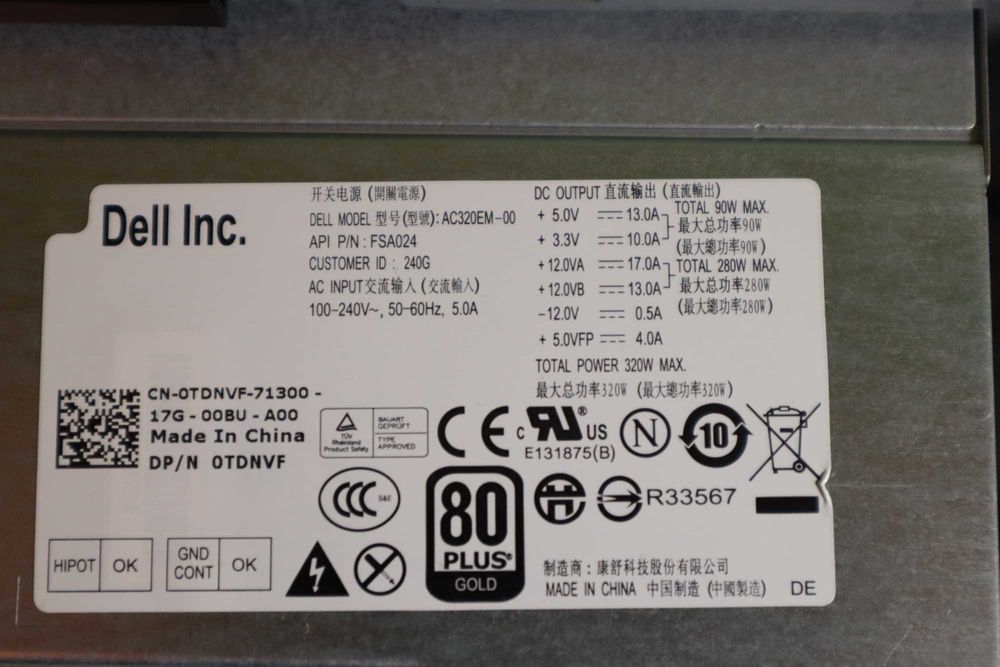 Dell Inc.
开关电源 (開關電源)
DELL MODEL 型号(型號): AC320EM-00
API P/N : FSA024
CUSTOMER ID : 240G
AC INPUT交流输入 (交流輸入)
100-240V~, 50-60Hz, 5.0A
DC OUTPUT 直流输出 (直流輸出)
+ 5.0V 13.0A TOTAL 90W MAX.
最大总功率90W
+ 3.3V 10.0A (最大總功率90W)
+12.0VA 17.0A TOTAL 280W MAX.
+12.0VB 13.0A 最大总功率280W
(最大總功率280W)
-12.0V 0.5A
+ 5.0VFP 4.0A
TOTAL POWER 320W MAX.
最大总功率320W (最大總功率320W)
CN-0TDNVF-71300 -
17G - 00BU - A00
Made In China
DP/N 0TDNVF
TÜV
Rheinland
Product Safety
BAUART
GEPRÜFT
TYPE
APPROVED
CE
c RU ® US
E131875(B)
N
10
CCC S&E
80
PLUS®
GOLD
R33567
HIPOT OK
GND
CONT OK
制造商 : 康舒科技股份有限公司
MADE IN CHINA 中国制造 (中國製造) DE